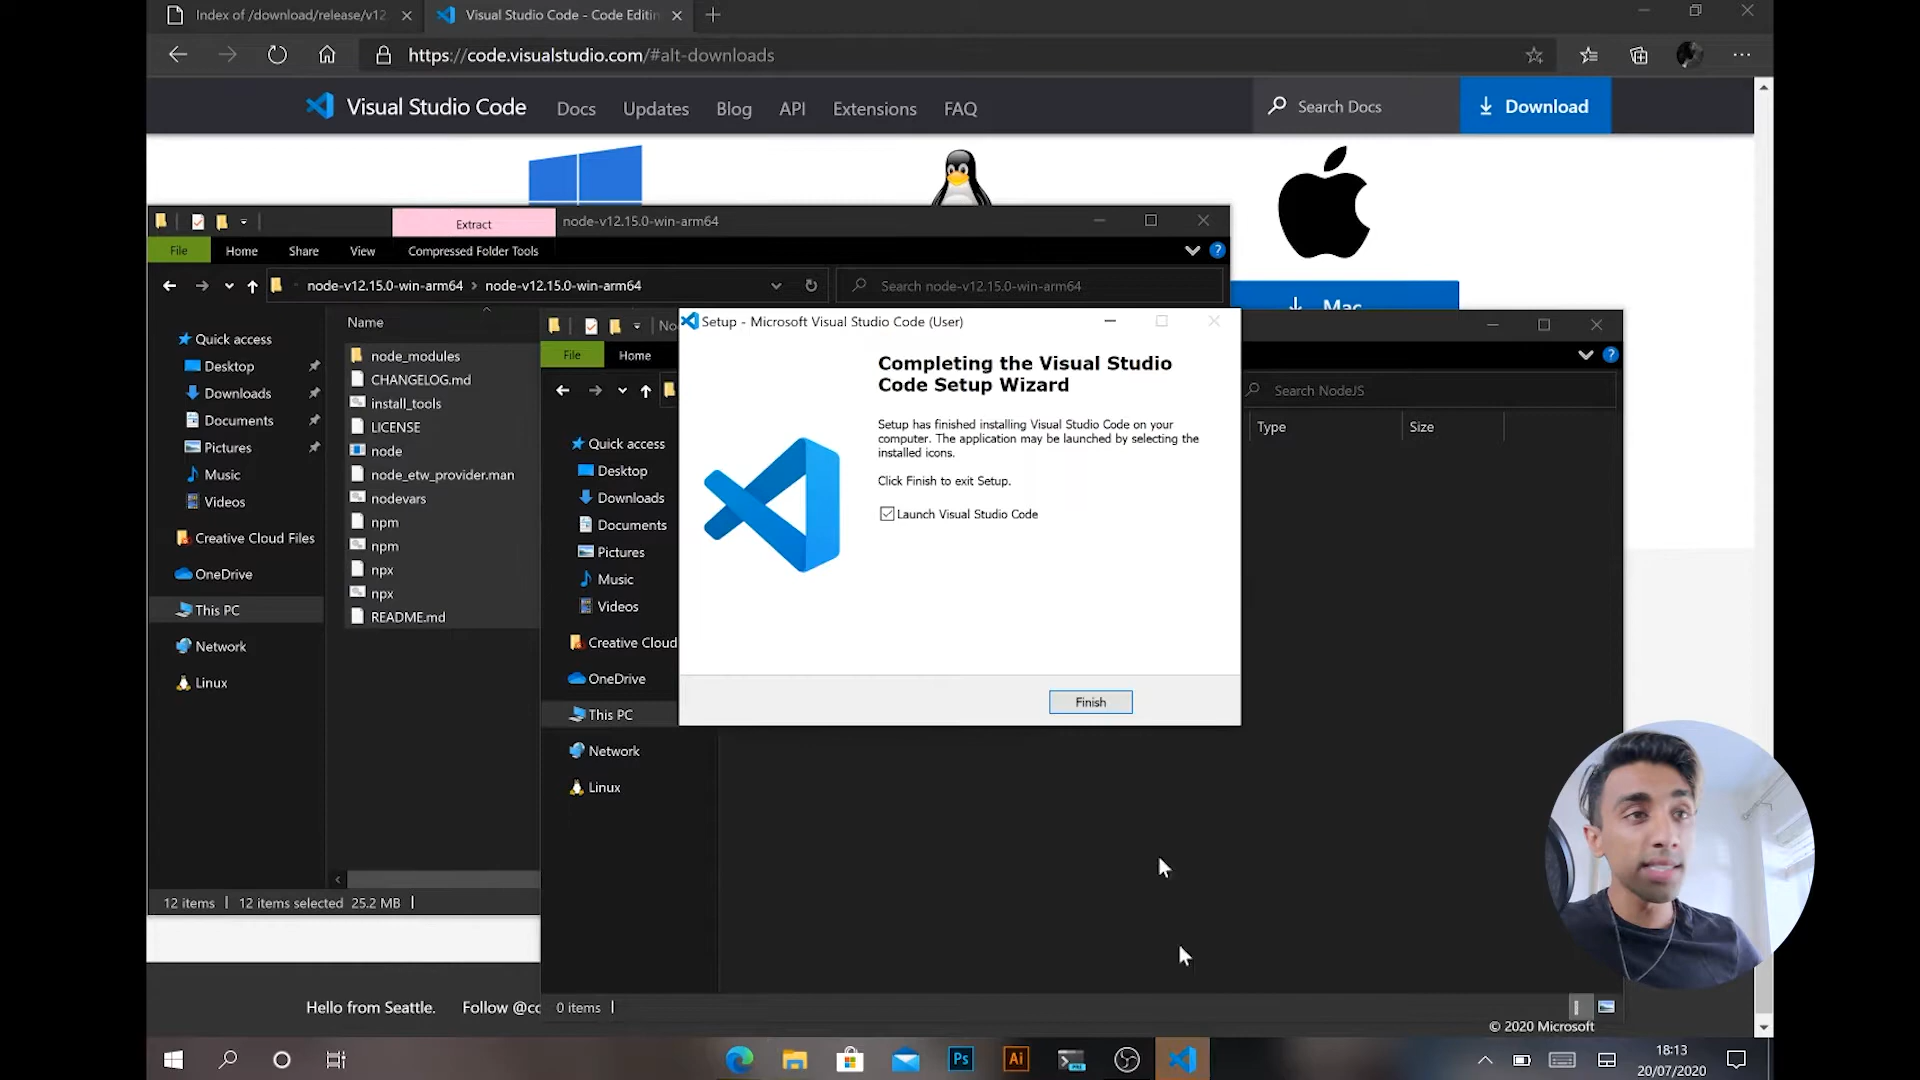 Index of /download/release/v12.
Visual Studio Code - Code Editin
https://code.visualstudio.com/#alt-downloads
Visual Studio Code
Docs
Updates
Blog
API
Extensions
FAQ
Search Docs
Download
Mac
Extract
node-v12.15.0-win-arm64
File
Home
Share
View
Compressed Folder Tools
node-v12.15.0-win-arm64 > node-v12.15.0-win-arm64
Search node-v12.15.0-win-arm64
Name
Quick access
Desktop
Downloads
Documents
Pictures
Music
Videos
Creative Cloud Files
OneDrive
This PC
Network
Linux
node_modules
CHANGELOG.md
install_tools
LICENSE
node
node_etw_provider.man
nodevars
npm
npm
npx
npx
README.md
12 items
12 items selected 25.2 MB
No
File
Home
Search NodeJS
Type
Size
Quick access
Desktop
Downloads
Documents
Pictures
Music
Videos
Creative Cloud
OneDrive
This PC
Network
Linux
0 items
Setup - Microsoft Visual Studio Code (User)
Completing the Visual Studio
Code Setup Wizard
Setup has finished installing Visual Studio Code on your
computer. The application may be launched by selecting the
installed icons.
Click Finish to exit Setup.
Launch Visual Studio Code
Finish
Hello from Seattle.
Follow @co
© 2020 Microsoft
Ps
Ai
18:13
20/07/2020